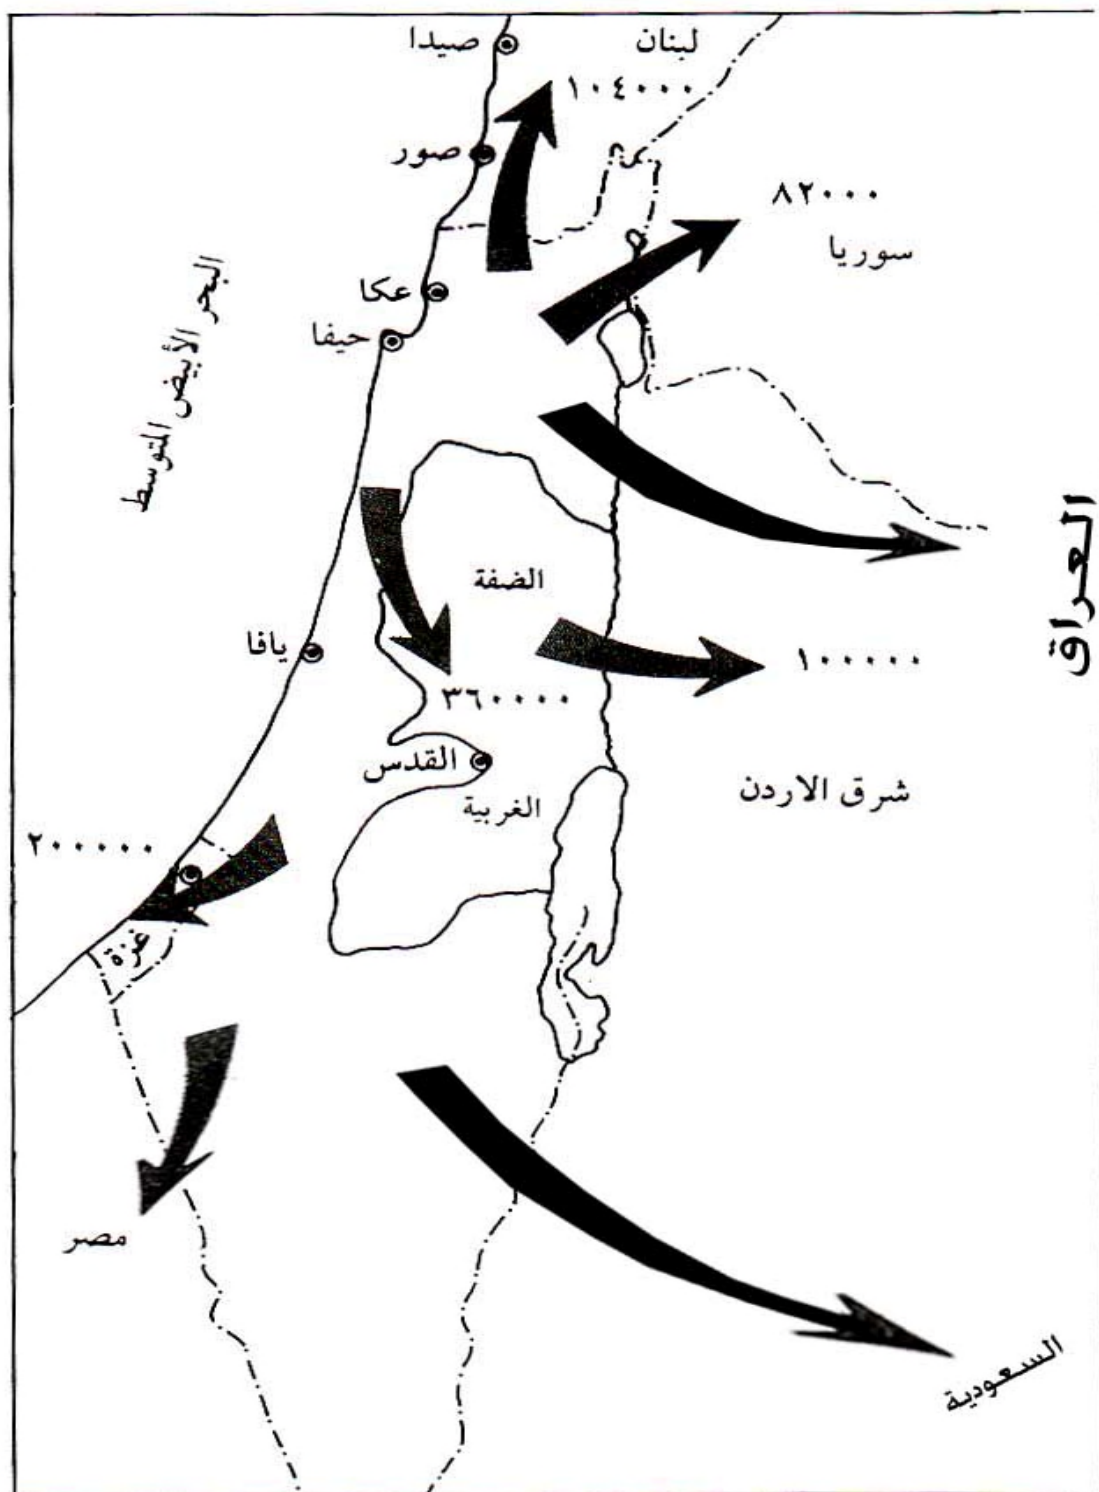 لبنان
صيدا
١٠٤٠٠٠
صور
٨٢٠٠٠
سوريا
عكا
حيفا
البحر الأبيض المتوسط
العراق
الضفة
يافا
١٠٠٠٠٠
٣٦٠٠٠٠
القدس
شرق الاردن
الغربية
٢٠٠٠٠٠
غزة
مصر
السعودية